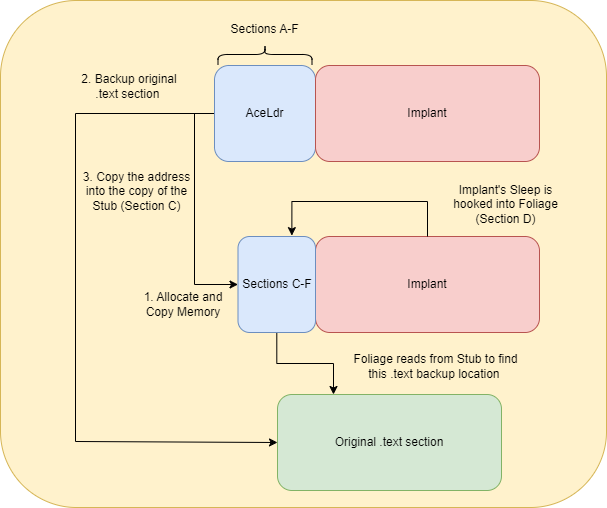 Sections A-F
2. Backup original
.text section
AceLdr
Implant
3. Copy the address
into the copy of the
Stub (Section C)
Implant's Sleep is
hooked into Foliage
(Section D)
Sections C-F
Implant
1. Allocate and
Copy Memory
Foliage reads from Stub to find
this .text backup location
Original .text section